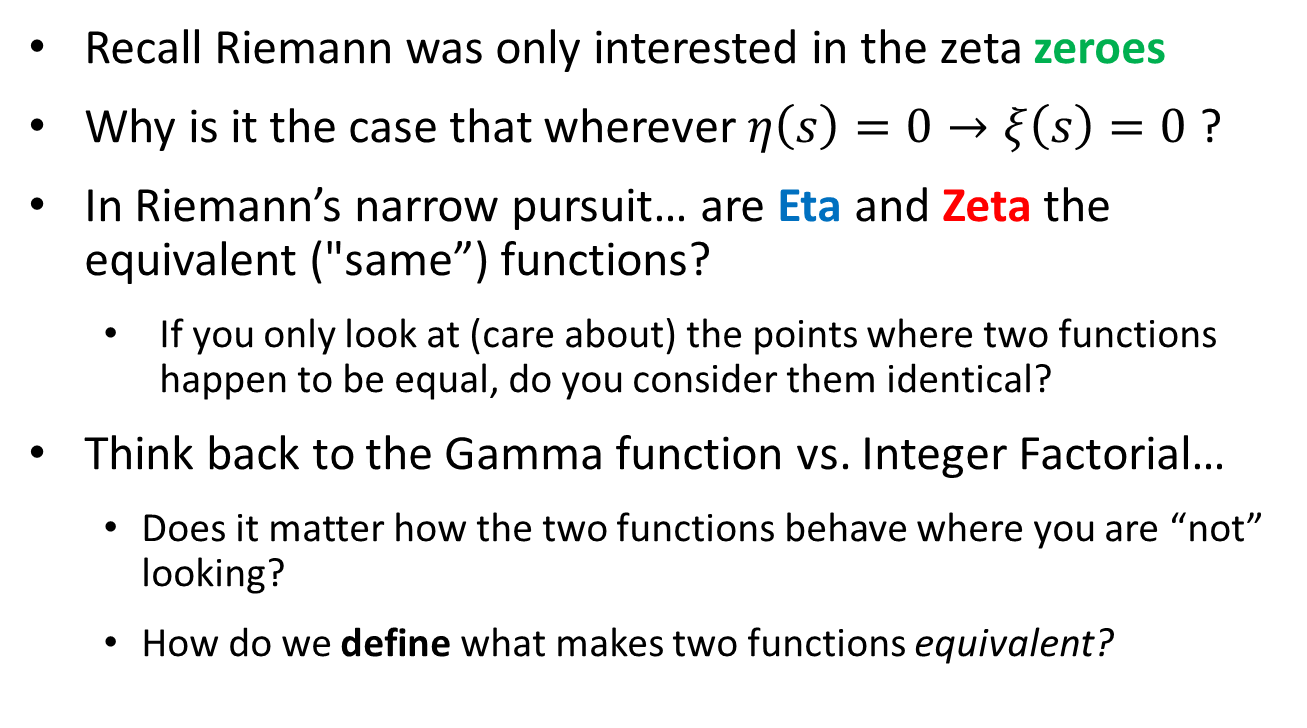 • Recall Riemann was only interested in the zeta zeroes
• Why is it the case that wherever η(s) = 0 → ξ(s) = 0 ?
• In Riemann’s narrow pursuit… are Eta and Zeta the
equivalent ("same”) functions?
• If you only look at (care about) the points where two functions
happen to be equal, do you consider them identical?
• Think back to the Gamma function vs. Integer Factorial…
• Does it matter how the two functions behave where you are “not”
looking?
• How do we define what makes two functions equivalent?